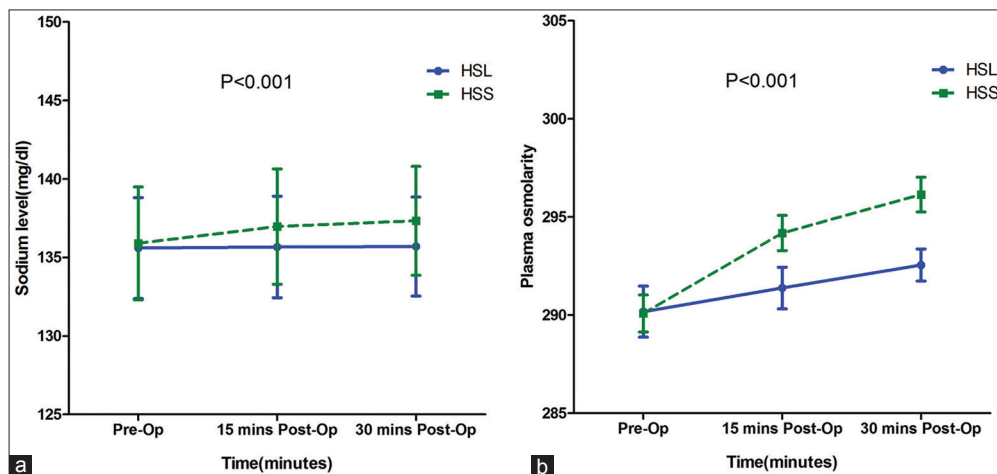 150
145
140
135
130
125
Sodium level(mg/dl)
P<0.001
HSL
HSS
Pre-Op 15 mins Post-Op 30 mins Post-Op
Time(minutes)
a
305
300
295
290
285
Plasma osmolarity
P<0.001
HSL
HSS
Pre-Op 15 mins Post-Op 30 mins Post-Op
Time(minutes)
b